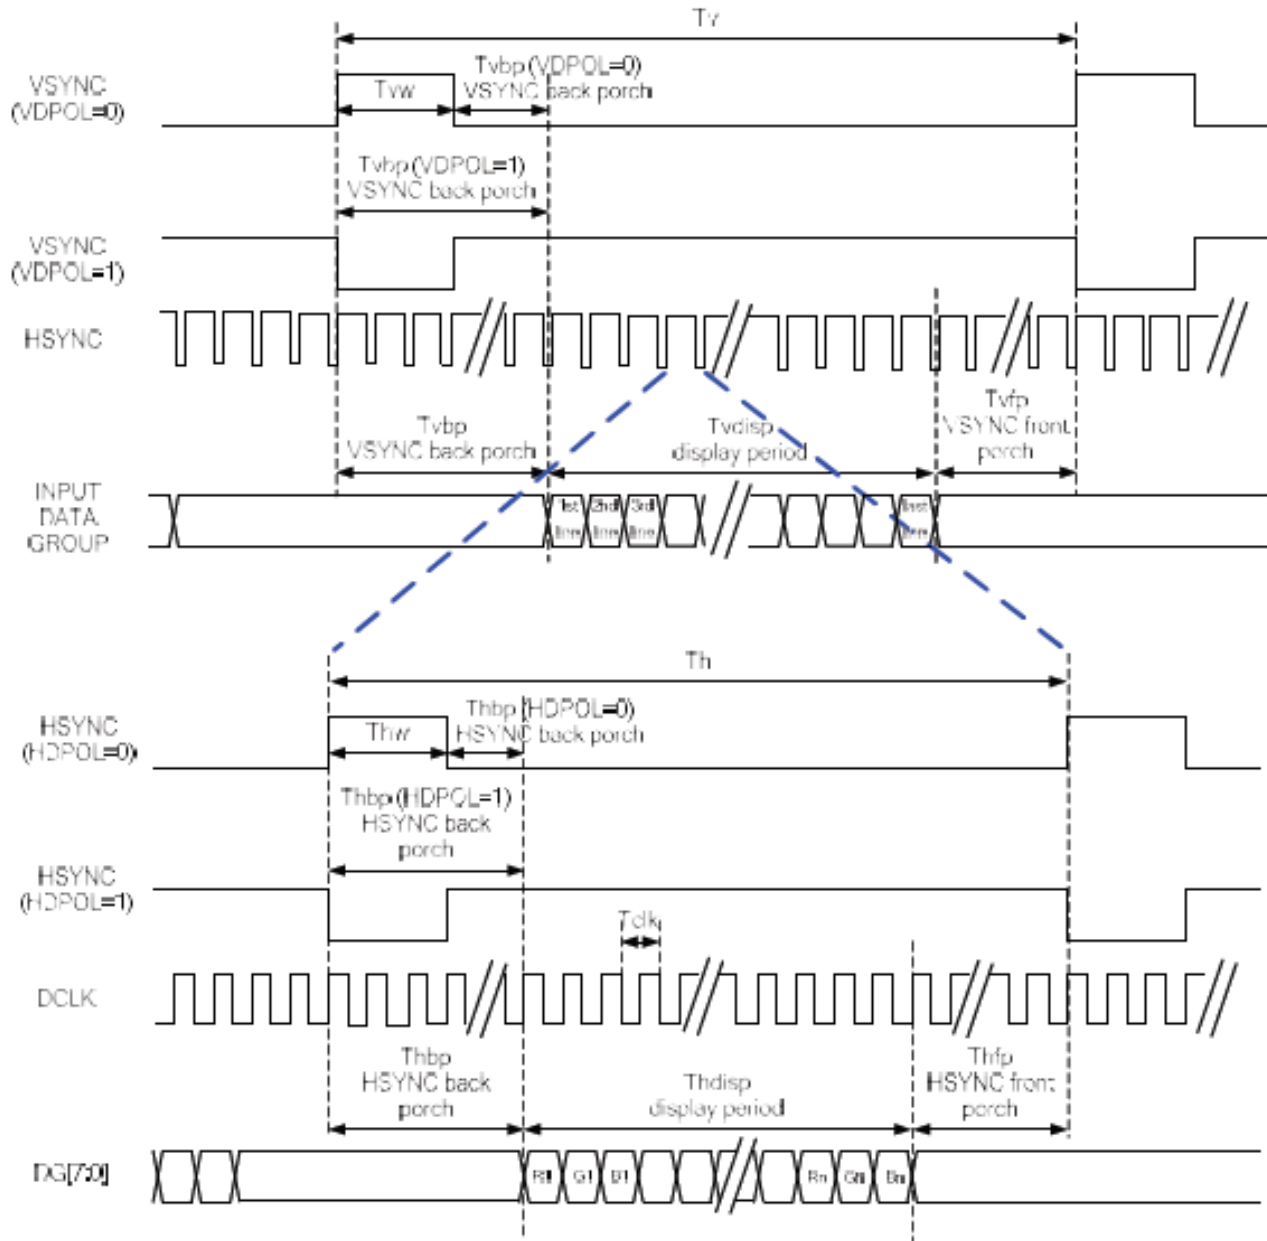 Tv
VSYNC
(VDPOL=0)
Tvw
Tvbp (VDPOL=0)
VSYNC back porch
Tvbp (VDPOL=1)
VSYNC back porch
VSYNC
(VDPOL=1)
HSYNC
Tvbp
VSYNC back porch
Tvdisp
display period
Tvfp
VSYNC front
porch
INPUT
DATA
GROUP
1st
line
2nd
line
3rd
line
last
line
Th
HSYNC
(HDPOL=0)
Thw
Thbp (HDPOL=0)
HSYNC back porch
Thbp (HDPOL=1)
HSYNC back
porch
HSYNC
(HDPOL=1)
Tclk
DCLK
Thbp
HSYNC back
porch
Thdisp
display period
Thfp
HSYNC front
porch
DG[7:0]
R1
G1
B1
Rn
Gn
Bn